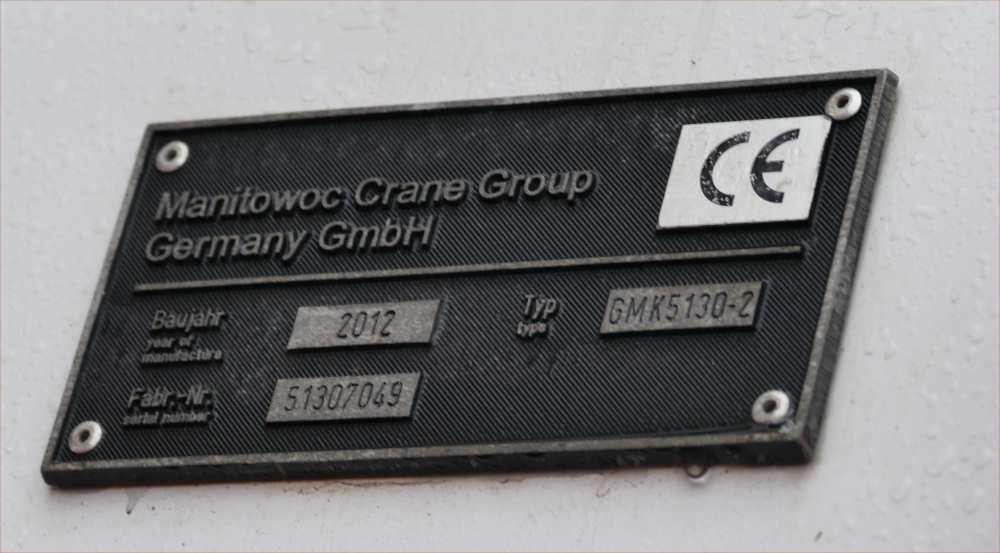 Manitowoc Crane Group
Germany GmbH
CE
Baujahr
year of
manufacture
2012
Typ
type
GMK5130-2
Fabr.-Nr.
serial number
51307049